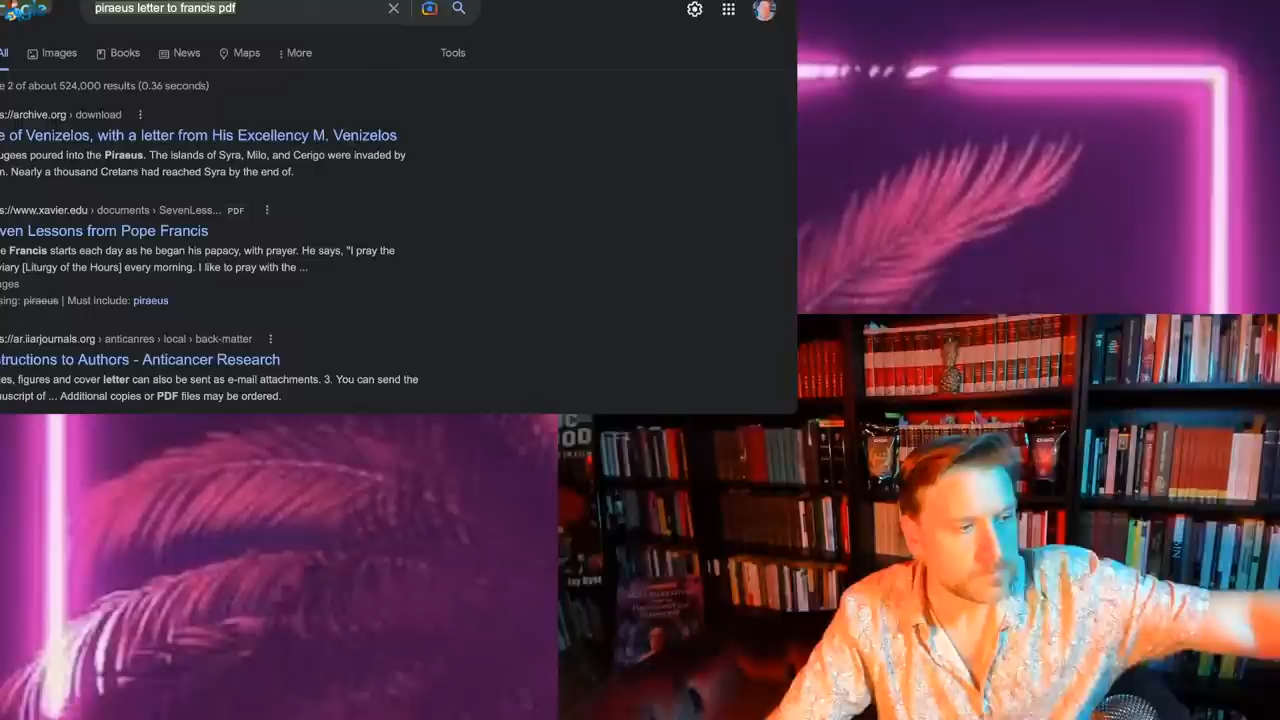 piraeus letter to francis pdf
All
Images
Books
News
Maps
More
Tools
e 2 of about 524,000 results (0.36 seconds)
s://archive.org › download
e of Venizelos, with a letter from His Excellency M. Venizelos
ugees poured into the Piraeus. The islands of Syra, Milo, and Cerigo were invaded by
m. Nearly a thousand Cretans had reached Syra by the end of.
s://www.xavier.edu › documents › SevenLess... PDF
ven Lessons from Pope Francis
e Francis starts each day as he began his papacy, with prayer. He says, "I pray the
viary [Liturgy of the Hours] every morning. I like to pray with the ...
ages
sing: piraeus | Must include: piraeus
s://ar.iiarjournals.org › anticanres › local › back-matter
structions to Authors - Anticancer Research
es, figures and cover letter can also be sent as e-mail attachments. 3. You can send the
nuscript of ... Additional copies or PDF files may be ordered.